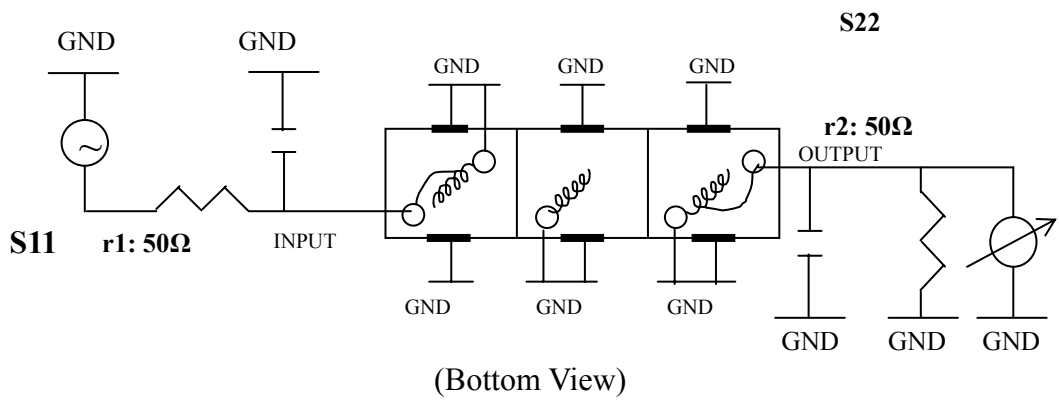 S22
GND
GND
GND
GND
GND
r2: 50Ω
OUTPUT
S11
r1: 50Ω
INPUT
GND
GND
GND
GND
GND
GND
(Bottom View)